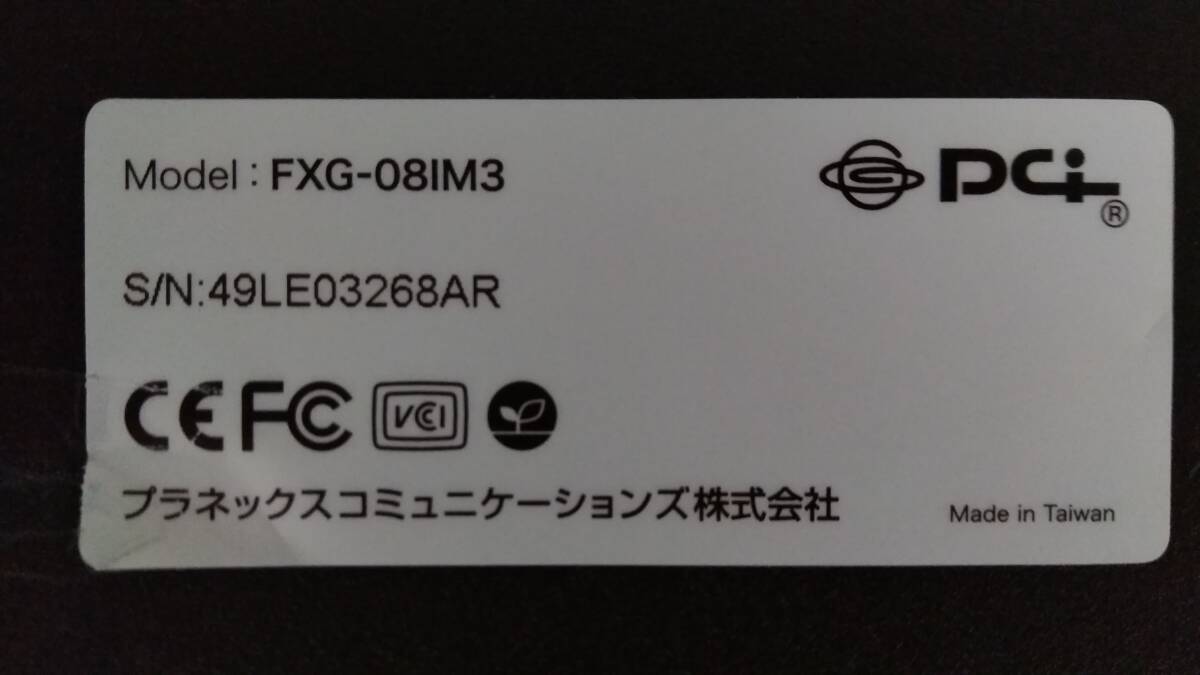 Model : FXG-08IM3
PCi®
S/N:49LE03268AR
CE FC VCCI
プラネックスコミュニケーションズ株式会社
Made in Taiwan